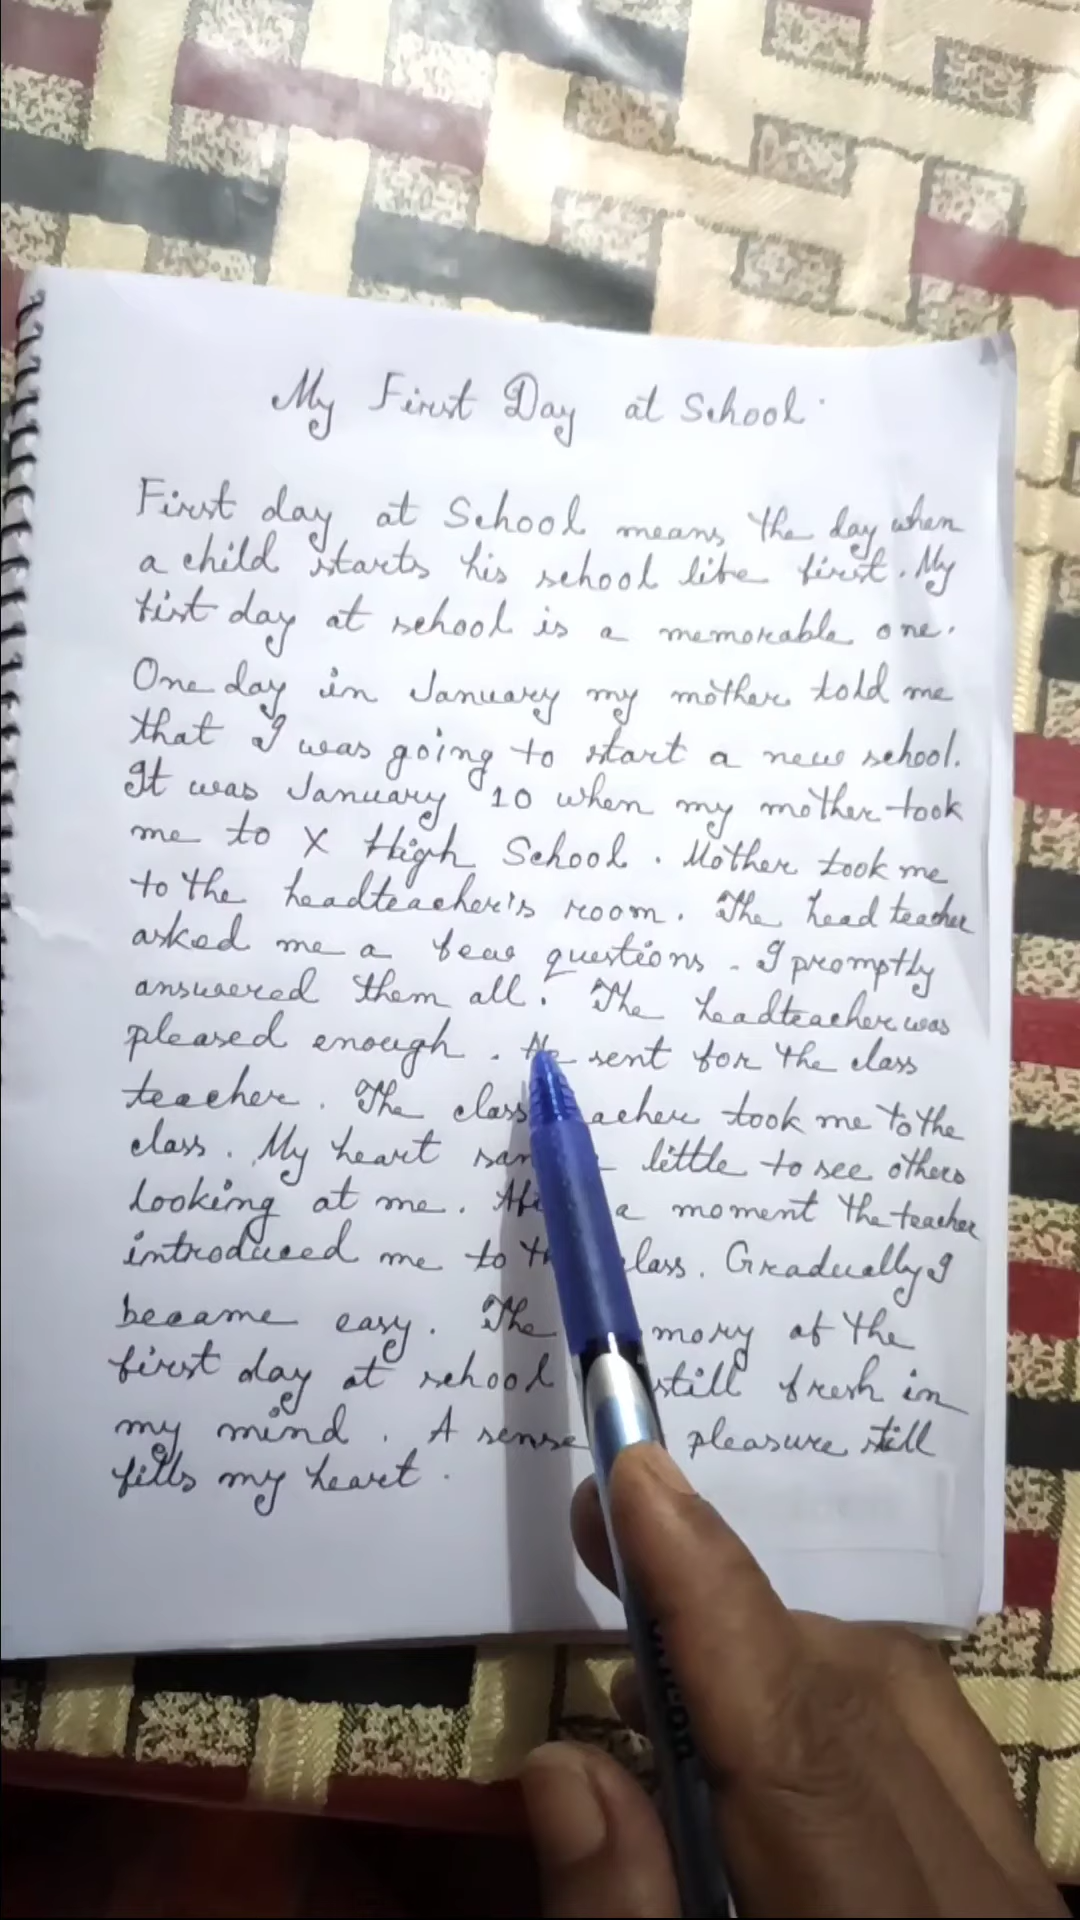 My First Day at School.
First day at School means the day when
a child starts his school life first. My
fist day at school is a memorable one.
One day in January my mother told me
that I was going to start a new school.
It was January 10 when my mother took
me to X High School. Mother took me
to the headteacher's room. The head teacher
asked me a few questions. I promptly
answered them all. The headteacher was
pleased enough. He sent for the class
teacher. The class teacher took me to the
class. My heart little to see others
looking at me. a moment the teacher
introduced me to class. Gradually I
became easy. The of the
first day at school still fresh in
my mind. A sense pleasure still
fills my heart.